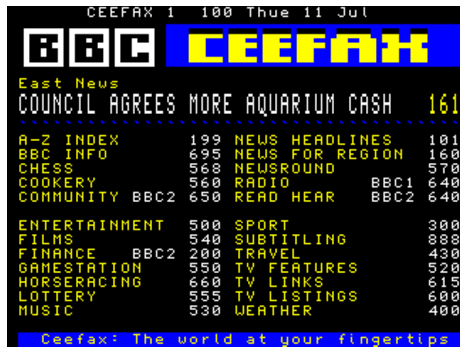 CEEFAX 1 100 Thue 11 Jul
BBC CEEFAX
East News
COUNCIL AGREES MORE AQUARIUM CASH 161
A-Z INDEX 199 NEWS HEADLINES 101
BBC INFO 695 NEWS FOR REGION 160
CHESS 568 NEWSROUND 570
COOKERY 560 RADIO BBC1 640
COMMUNITY BBC2 650 READ HEAR BBC2 640
ENTERTAINMENT 500 SPORT 300
FILMS 540 SUBTITLING 888
FINANCE BBC2 200 TRAVEL 430
GAMESTATION 550 TV FEATURES 520
HORSERACING 660 TV LINKS 615
LOTTERY 555 TV LISTINGS 600
MUSIC 530 WEATHER 400
Ceefax: The world at your fingertips